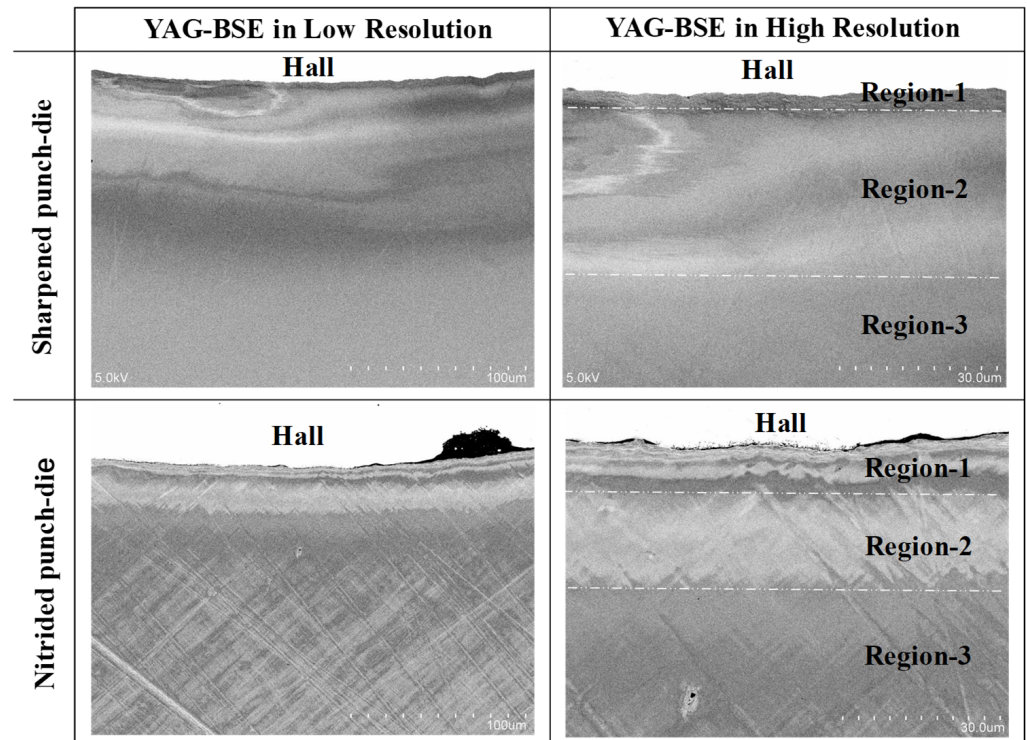 YAG-BSE in Low Resolution
YAG-BSE in High Resolution
Sharpened punch-die
Hall
5.0kV
100um
Hall
Region-1
Region-2
Region-3
5.0kV
30.0um
Nitrided punch-die
Hall
100um
Hall
Region-1
Region-2
Region-3
30.0um